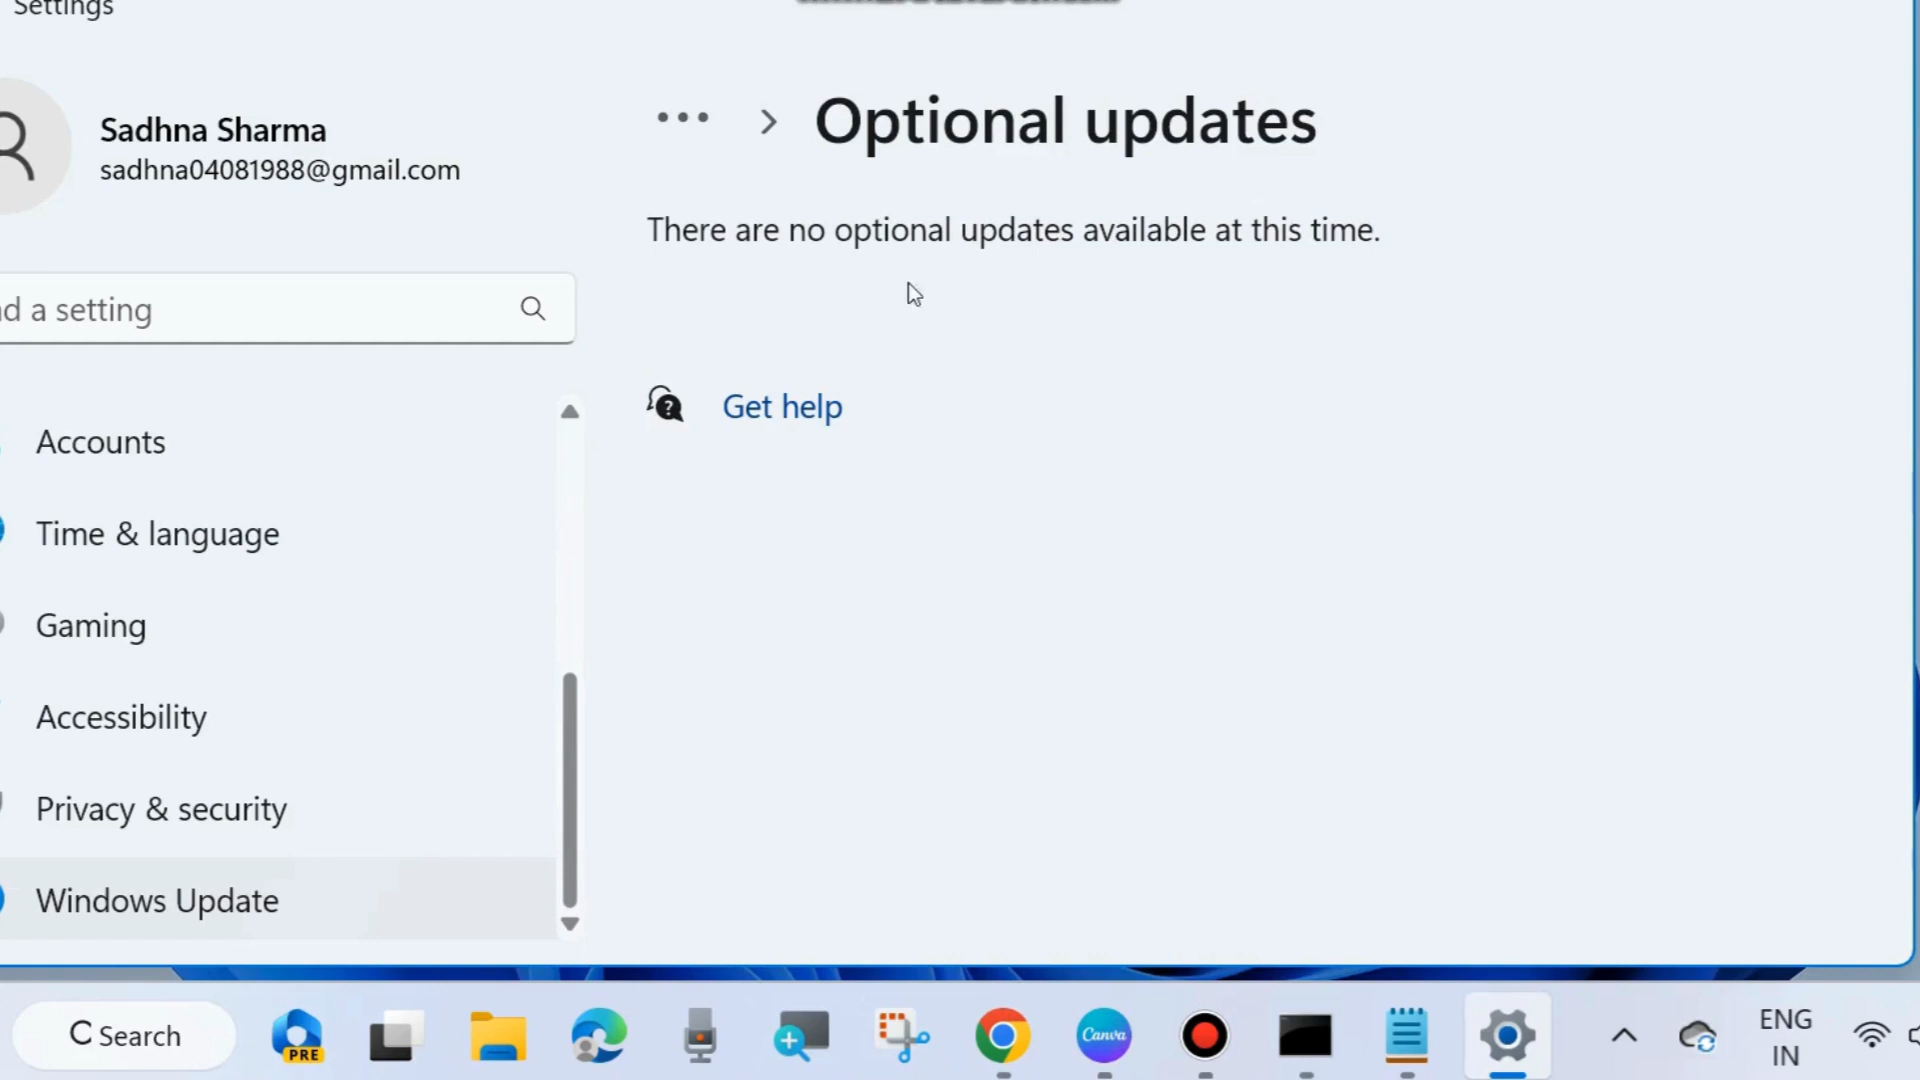 Settings
Sadhna Sharma
sadhna04081988@gmail.com
Optional updates
There are no optional updates available at this time.
d a setting
Get help
Accounts
Time & language
Gaming
Accessibility
Privacy & security
Windows Update
Search
PRE
Canva
ENG
IN